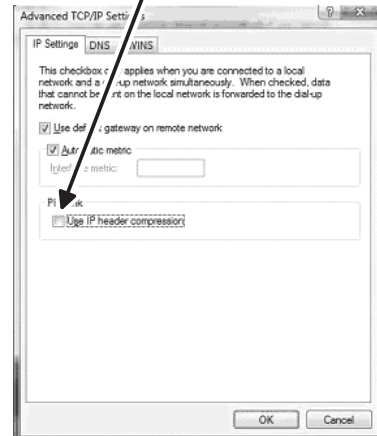 Advanced TCP/IP Settings
IP Settings DNS WINS
This checkbox applies when you are connected to a local
network and a network simultaneously. When checked, data
that cannot be on the local network is forwarded to the dial-up
network.
Use gateway on remote network
metric
metric:
Use IP header compression
OK Cancel